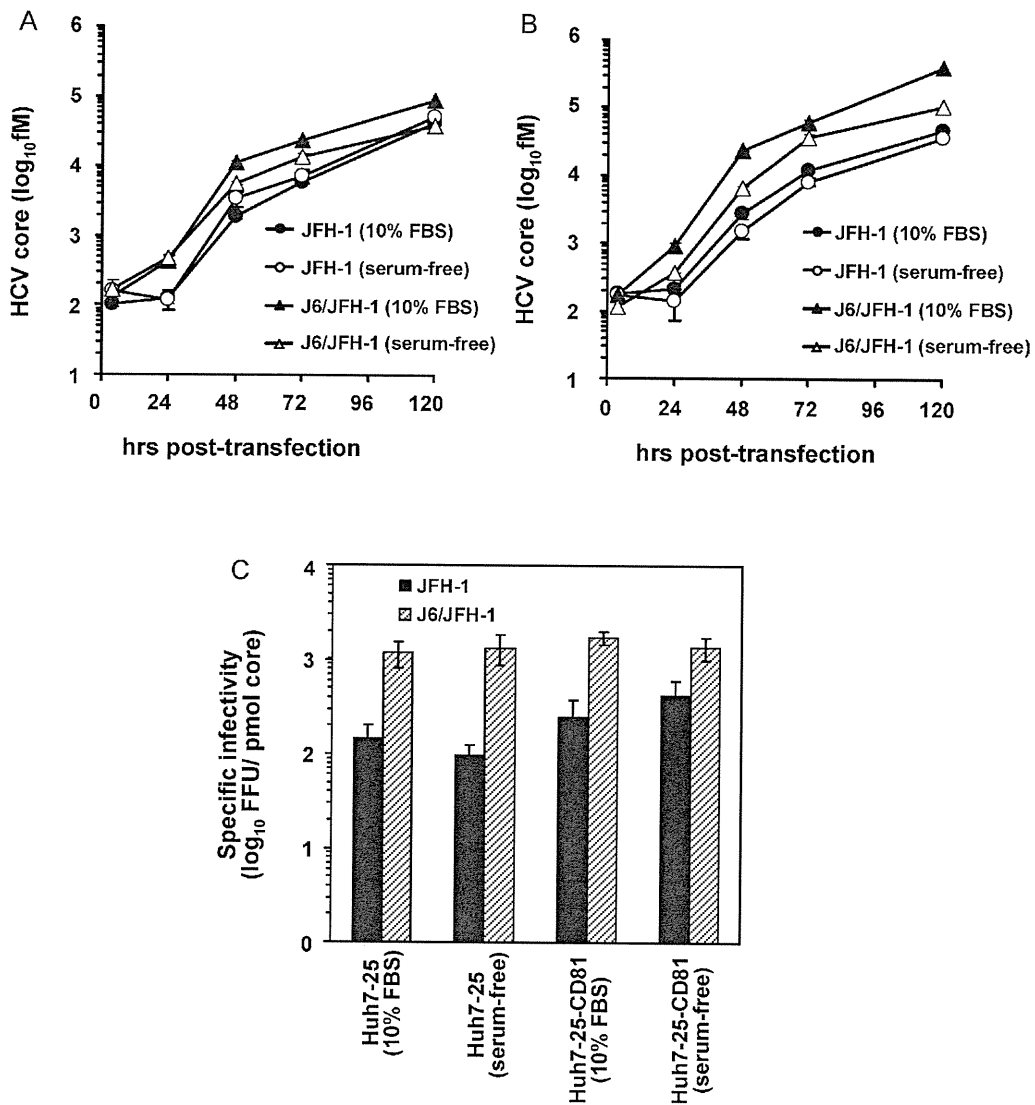 A
HCV core (log₁₀fM)
6
5
4
3
2
1
0 24 48 72 96 120
hrs post-transfection
JFH-1 (10% FBS)
JFH-1 (serum-free)
J6/JFH-1 (10% FBS)
J6/JFH-1 (serum-free)
B
HCV core (log₁₀fM)
6
5
4
3
2
1
0 24 48 72 96 120
hrs post-transfection
JFH-1 (10% FBS)
JFH-1 (serum-free)
J6/JFH-1 (10% FBS)
J6/JFH-1 (serum-free)
C
Specific infectivity
(log₁₀ FFU/ pmol core)
4
3
2
1
0
JFH-1
J6/JFH-1
Huh7-25
(10% FBS)
Huh7-25
(serum-free)
Huh7-25-CD81
(10% FBS)
Huh7-25-CD81
(serum-free)